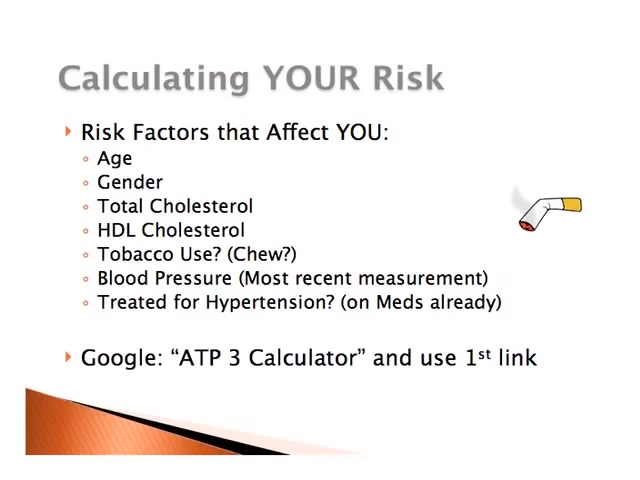 Calculating YOUR Risk
Risk Factors that Affect YOU:
Age
Gender
Total Cholesterol
HDL Cholesterol
Tobacco Use? (Chew?)
Blood Pressure (Most recent measurement)
Treated for Hypertension? (on Meds already)
Google: “ATP 3 Calculator” and use 1st link